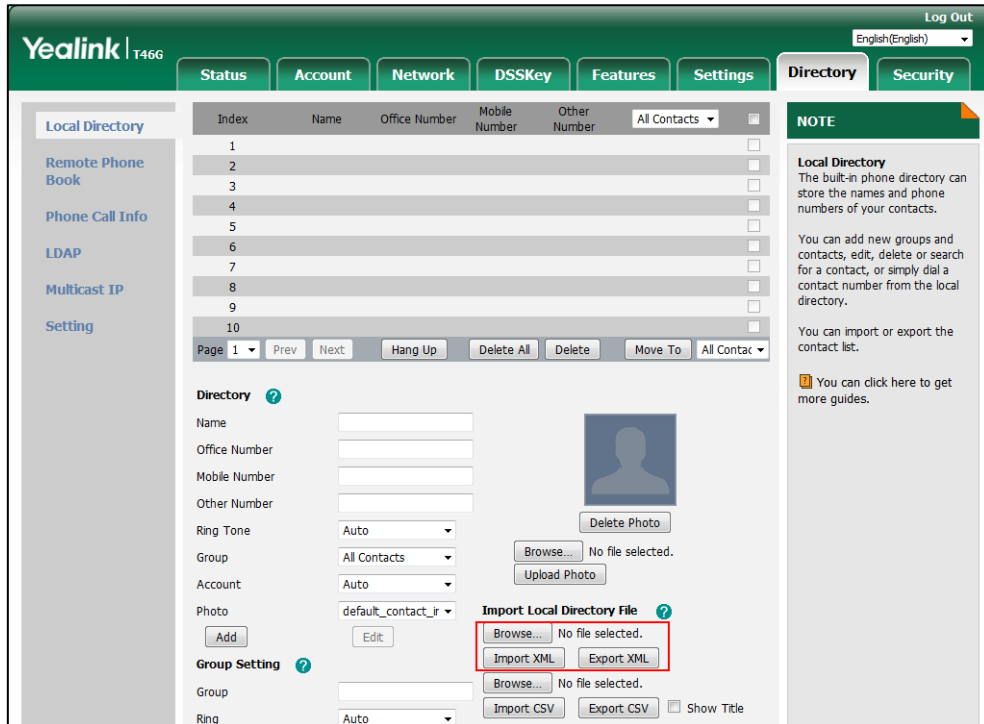 Log Out
Yealink T46G
English(English)
Status Account Network DSSKey Features Settings Directory Security
Local Directory
Remote Phone
Book
Phone Call Info
LDAP
Multicast IP
Setting
Index Name Office Number Mobile Number Other Number All Contacts
1
2
3
4
5
6
7
8
9
10
Page 1 Prev Next Hang Up Delete All Delete Move To All Contac
Directory ?
Name
Office Number
Mobile Number
Other Number
Ring Tone Auto
Group All Contacts
Account Auto
Photo default_contact_ir
Add Edit
Delete Photo
Browse... No file selected.
Upload Photo
Import Local Directory File ?
Browse... No file selected.
Import XML Export XML
Browse... No file selected.
Import CSV Export CSV Show Title
Group Setting ?
Group
Ring Auto
NOTE
Local Directory
The built-in phone directory can
store the names and phone
numbers of your contacts.
You can add new groups and
contacts, edit, delete or search
for a contact, or simply dial a
contact number from the local
directory.
You can import or export the
contact list.
? You can click here to get
more guides.